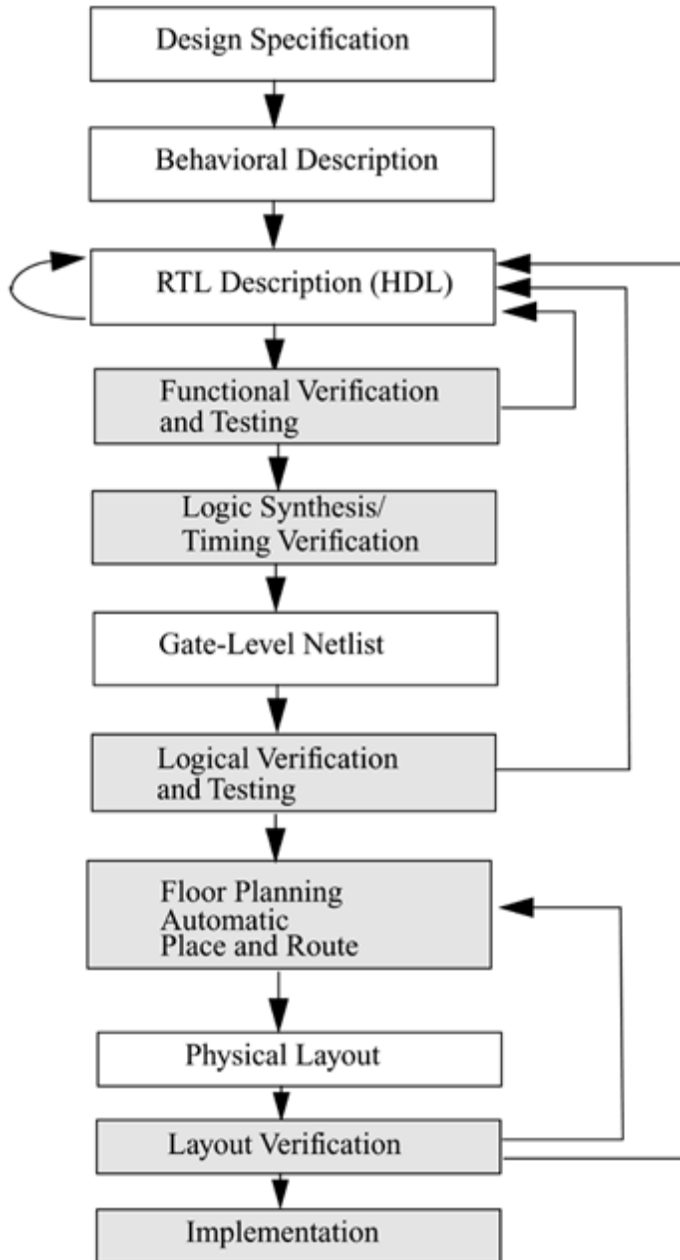 Design Specification
Behavioral Description
RTL Description (HDL)
Functional Verification
and Testing
Logic Synthesis/
Timing Verification
Gate-Level Netlist
Logical Verification
and Testing
Floor Planning
Automatic
Place and Route
Physical Layout
Layout Verification
Implementation